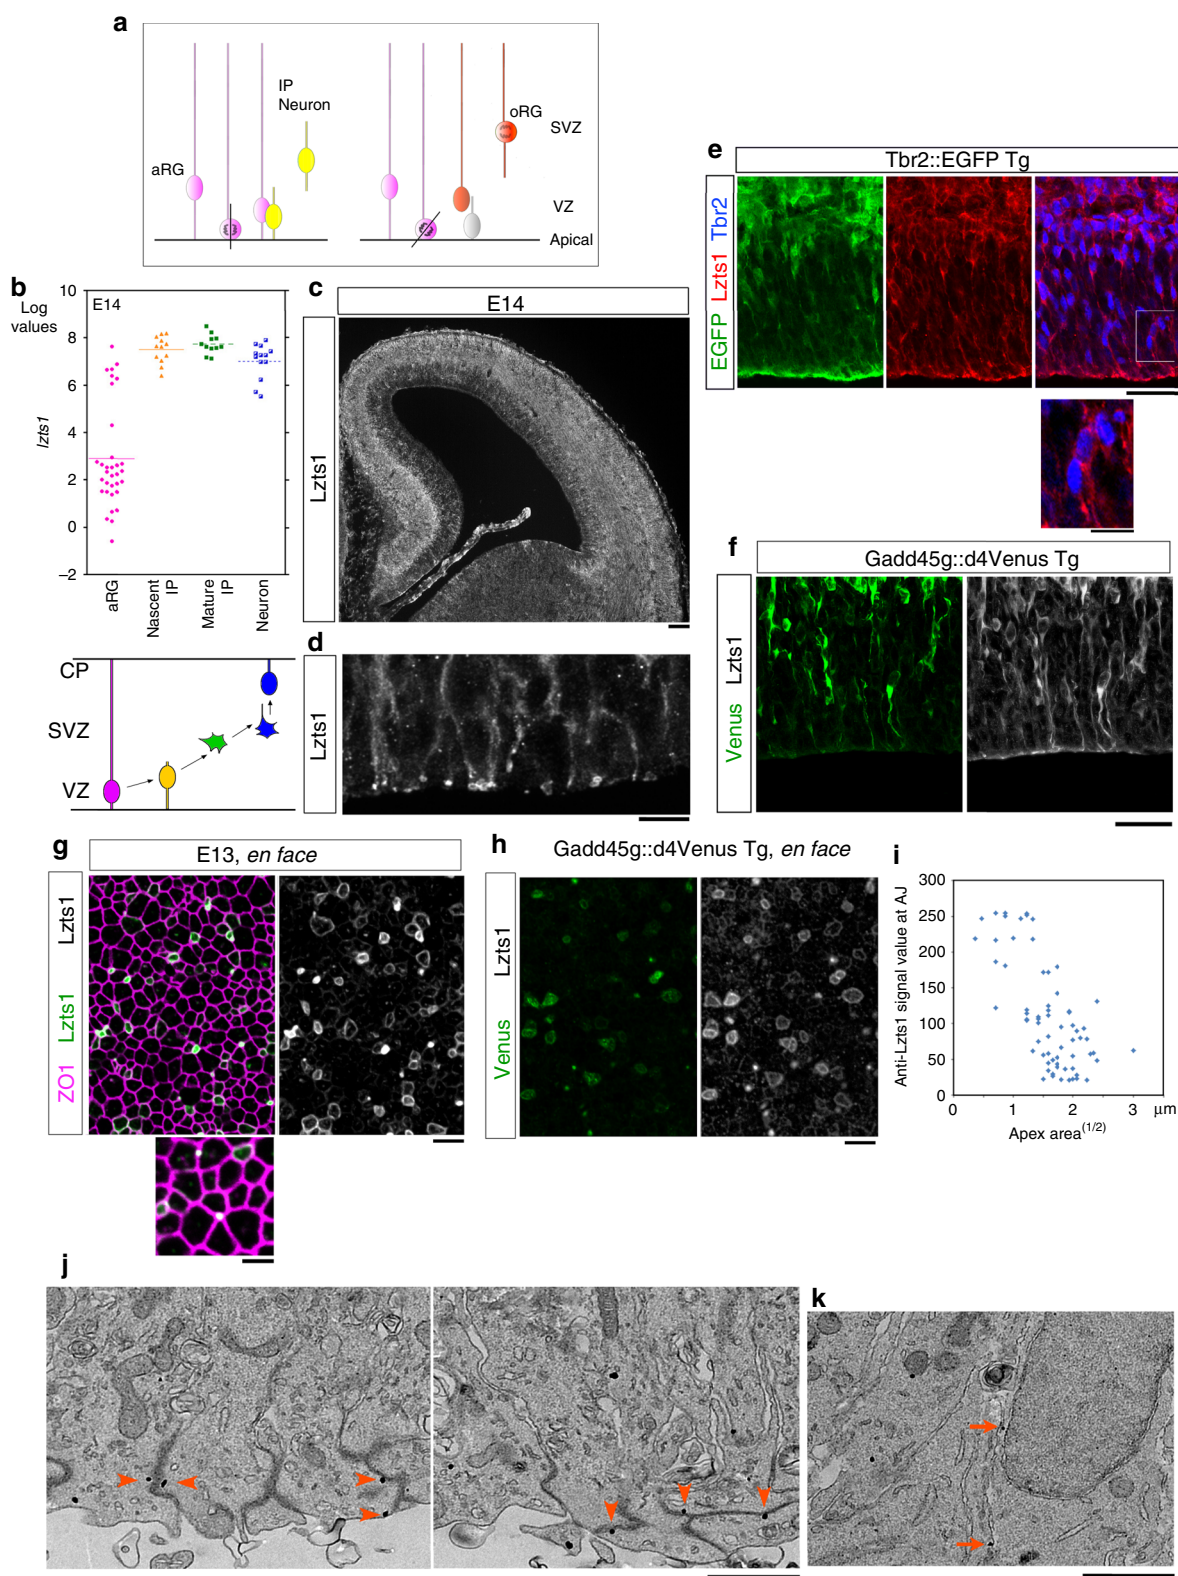 a
IP
Neuron
aRG
oRG
SVZ
VZ
Apical
b
Log
values
E14
10
8
6
4
2
0
−2
lzts1
aRG
Nascent
IP
Mature
IP
Neuron
CP
SVZ
VZ
c
E14
Lzts1
d
Lzts1
e
Tbr2::EGFP Tg
EGFP Lzts1 Tbr2
f
Gadd45g::d4Venus Tg
Venus Lzts1
g
E13, en face
ZO1 Lzts1 Lzts1
h
Gadd45g::d4Venus Tg, en face
Venus Lzts1
i
300
250
200
150
100
50
0
Anti-Lzts1 signal value at AJ
0 1 2 3 μm
Apex area(1/2)
j
k